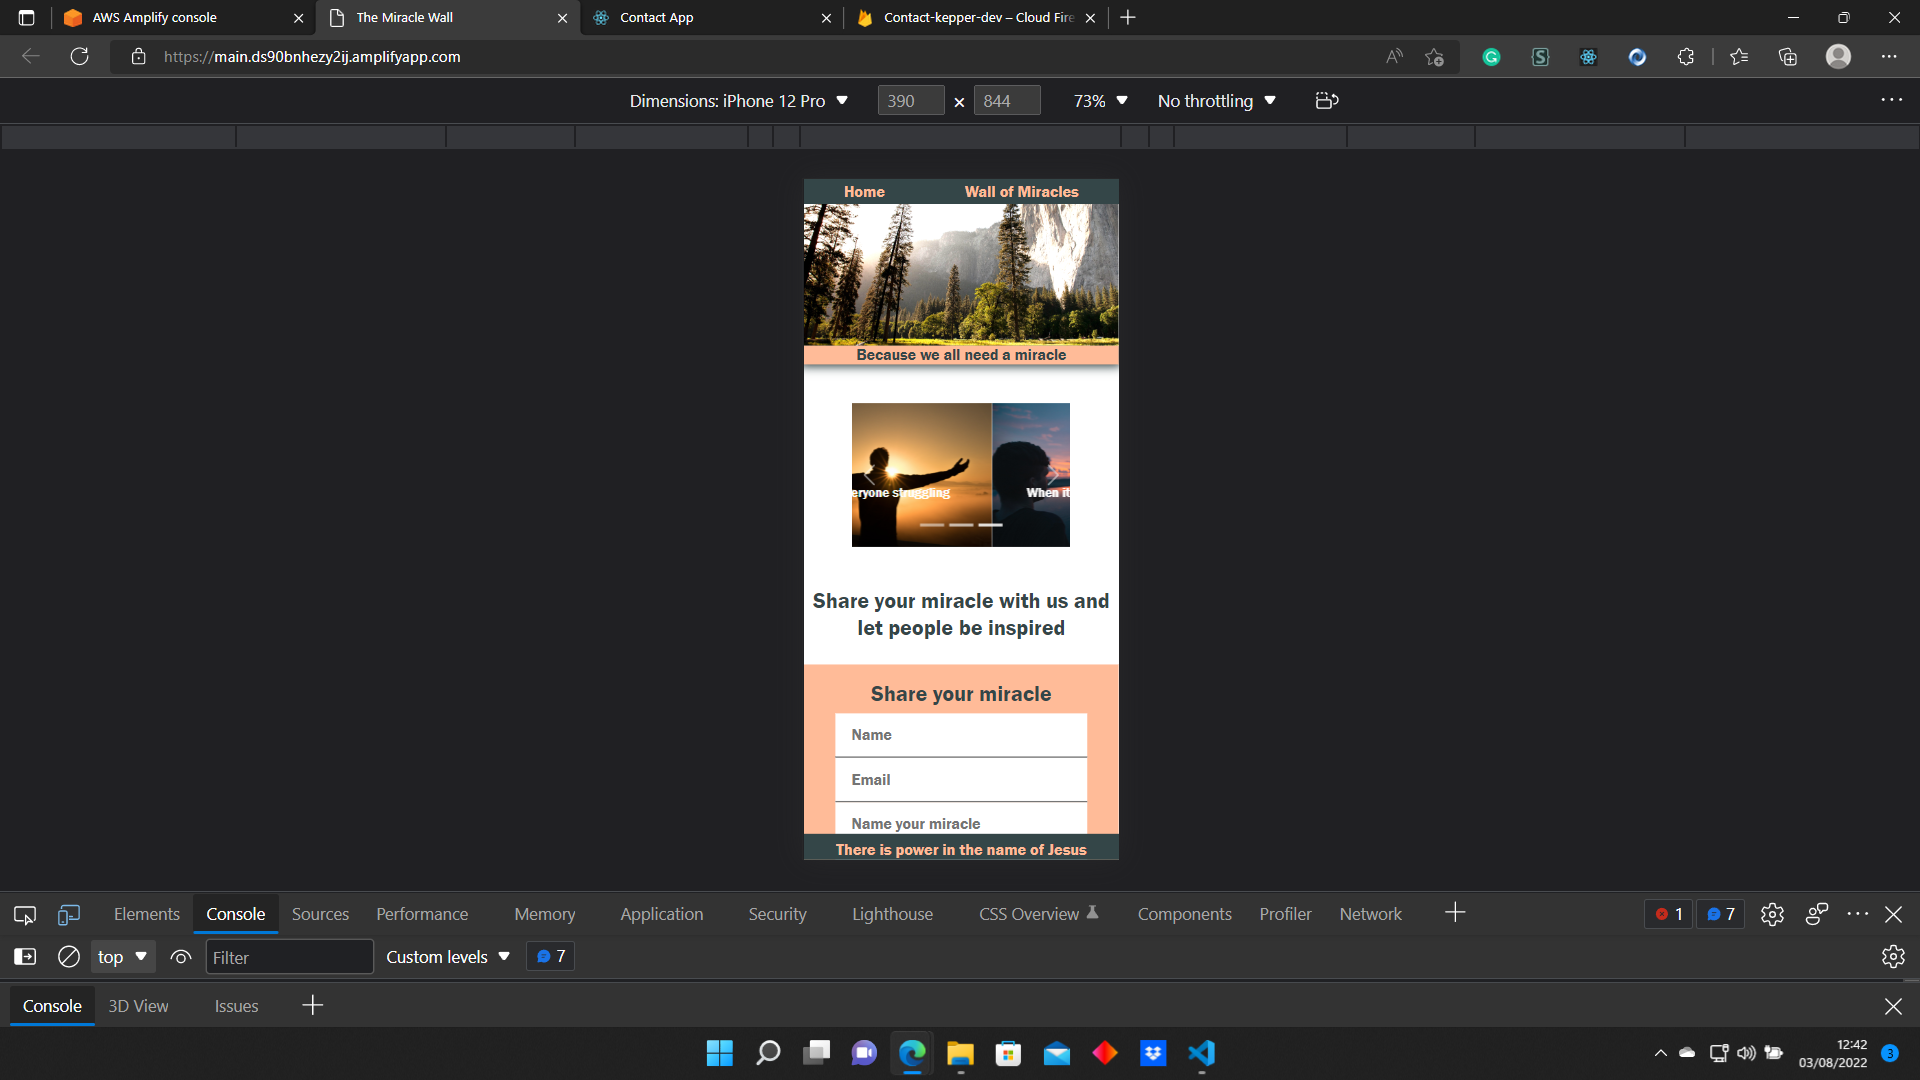 AWS Amplify console
The Miracle Wall
Contact App
Contact-kepper-dev – Cloud Fire
https://main.ds90bnhezy2ij.amplifyapp.com
Dimensions: iPhone 12 Pro
390 × 844
73%
No throttling
Home
Wall of Miracles
Because we all need a miracle
eryone struggling
When it
Share your miracle with us and
let people be inspired
Share your miracle
Name
Email
Name your miracle
There is power in the name of Jesus
Elements Console Sources Performance Memory Application Security Lighthouse CSS Overview Components Profiler Network
1
7
top
Filter
Custom levels
7
Console 3D View Issues
12:42
03/08/2022
3